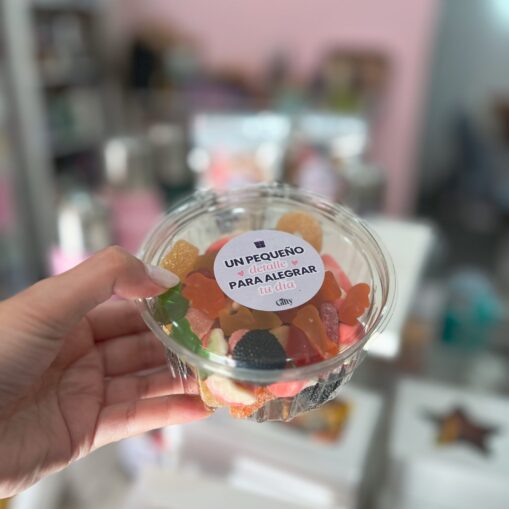 UN PEQUEÑO
detalle
PARA ALEGRAR
tu día